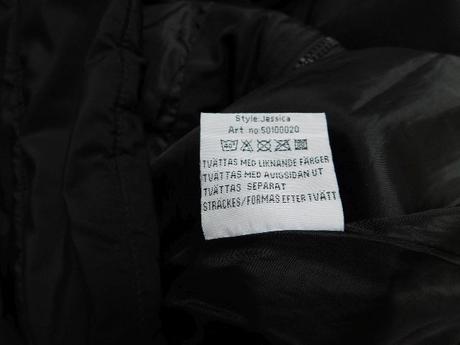 Style:Jessica
Art no:50100020
TVÄTTAS MED LIKNANDE FÄRGER
TVÄTTAS MED AVIGSIDAN UT
TVÄTTAS SEPARAT
STRÄCKES/FORMAS EFTER TVÄTT